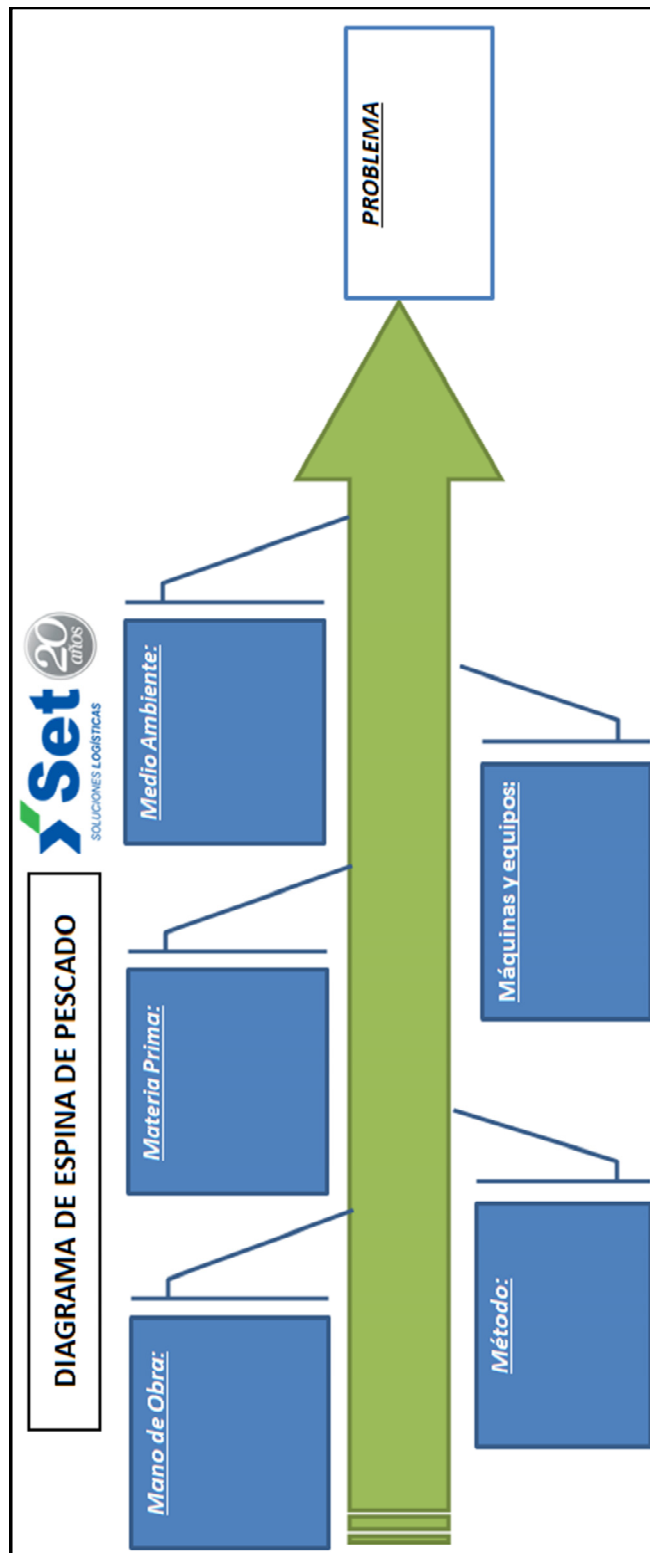 DIAGRAMA DE ESPINA DE PESCADO
Set
20
años
SOLUCIONES LOGÍSTICAS
Mano de Obra:
Materia Prima:
Medio Ambiente:
PROBLEMA
Método:
Máquinas y equipos: